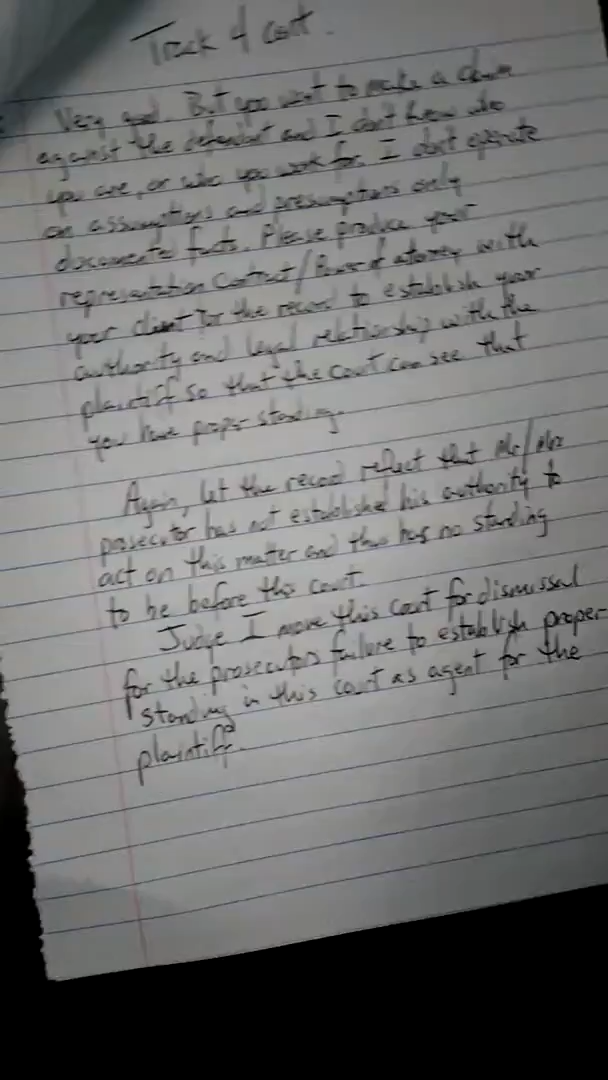 Track 4 cont.
Very good. But you want to make a claim
against the defendant and I don't know who
you are, or who you work for. I don't operate
on assumptions and presumptions only
documented facts. Please produce your
representation Contract/Power of attorney with
your client for the record to establish your
authority and legal relationship with the
plaintiff so that the court can see that
you have proper standing.
Again, let the record reflect that Mr/Mrs
prosecutor has not established his authority to
act on this matter and thus has no standing
to be before this court.
Judge I move this court for dismissal
for the prosecutors failure to establish proper
standing in this court as agent for the
plaintiff.